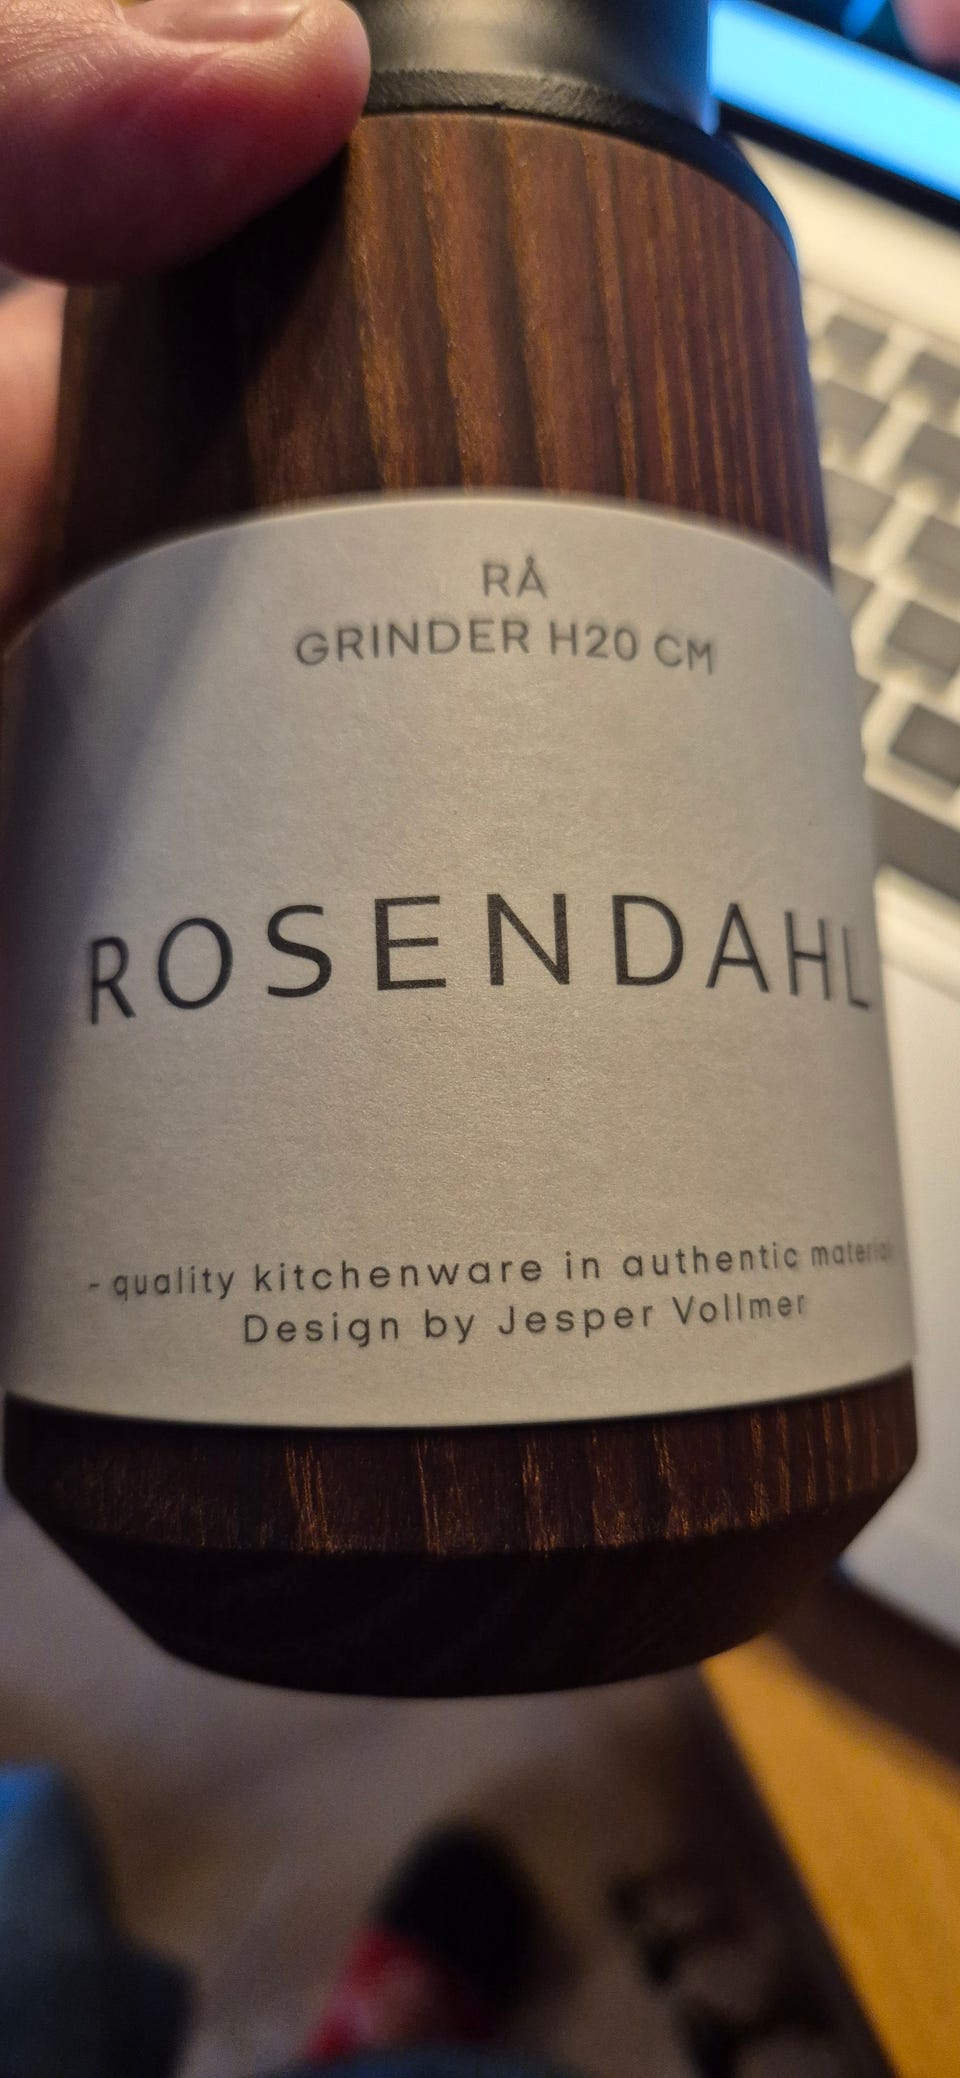 RÅ
GRINDER H20 CM
ROSENDAHL
- quality kitchenware in authentic
Design by Jesper Vollmer